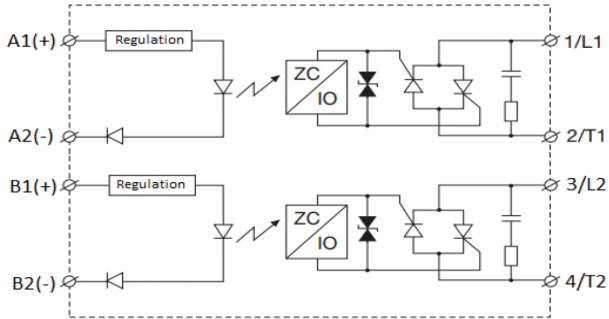 A1(+) Regulation ZC IO 1/L1
A2(-) 2/T1
B1(+) Regulation ZC IO 3/L2
B2(-) 4/T2